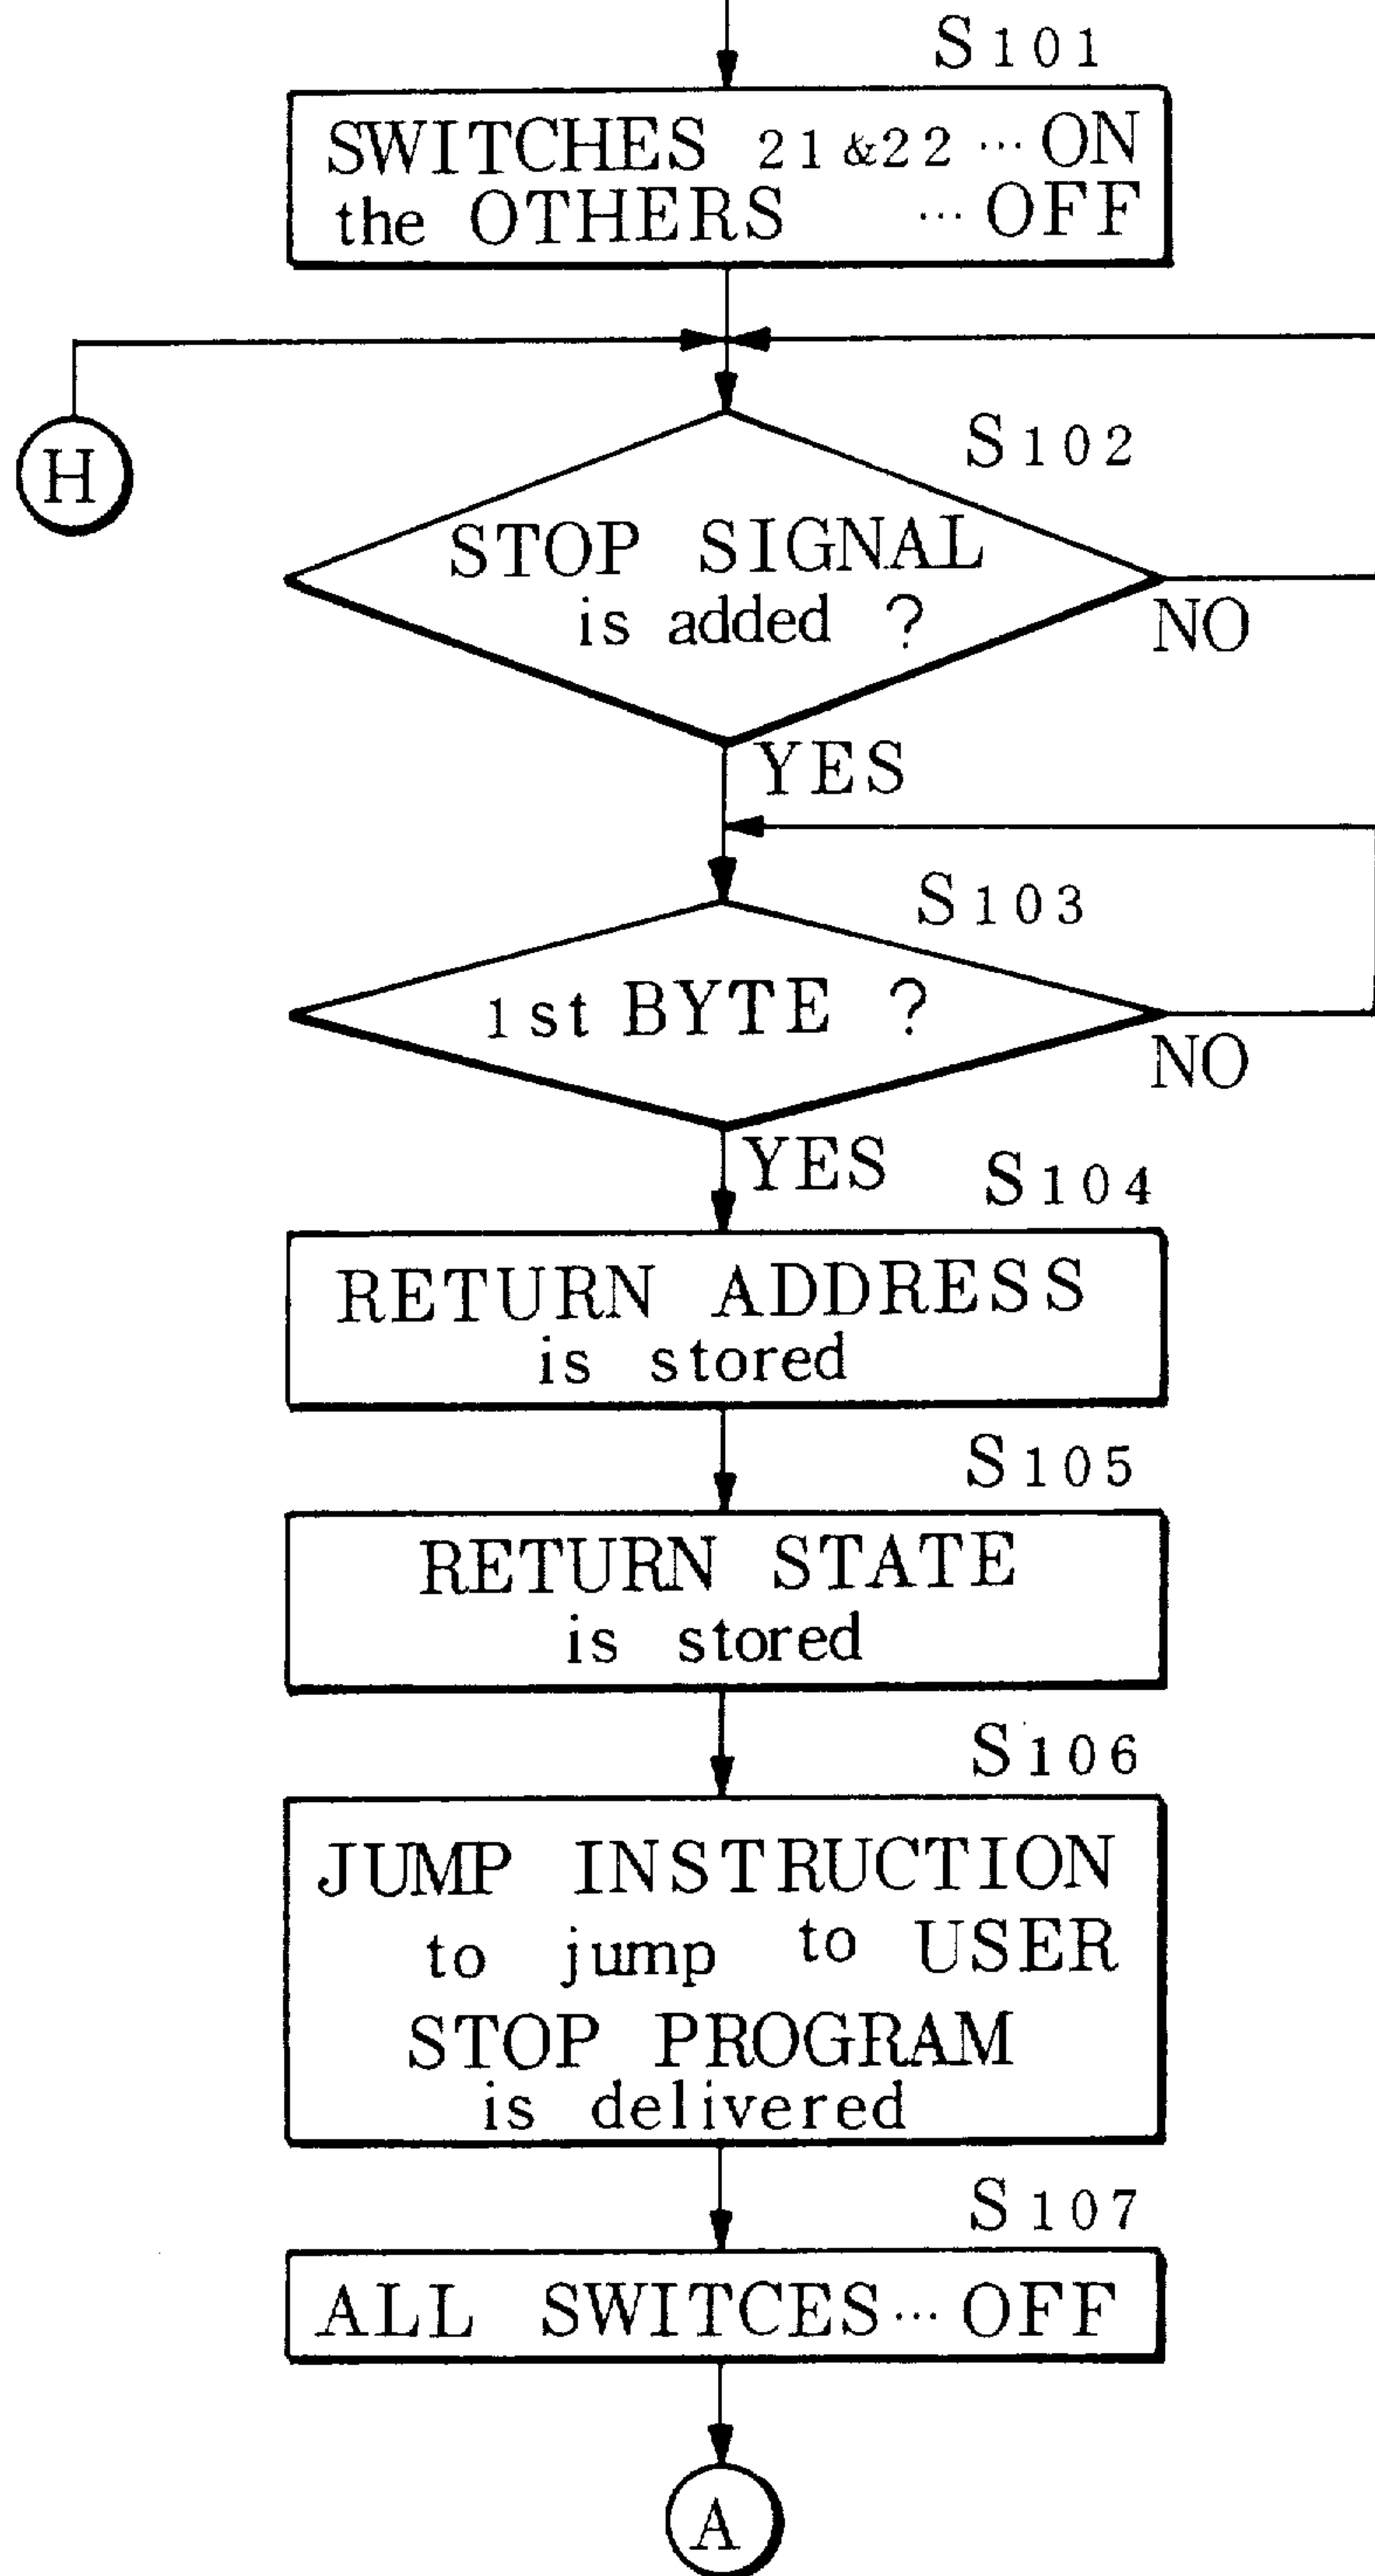 S101
SWITCHES 21&22 ··· ON
the OTHERS ··· OFF
H
S102
STOP SIGNAL
is added ?
NO
YES
S103
1st BYTE ?
NO
YES
S104
RETURN ADDRESS
is stored
S105
RETURN STATE
is stored
S106
JUMP INSTRUCTION
to jump to USER
STOP PROGRAM
is delivered
S107
ALL SWITCES ··· OFF
A